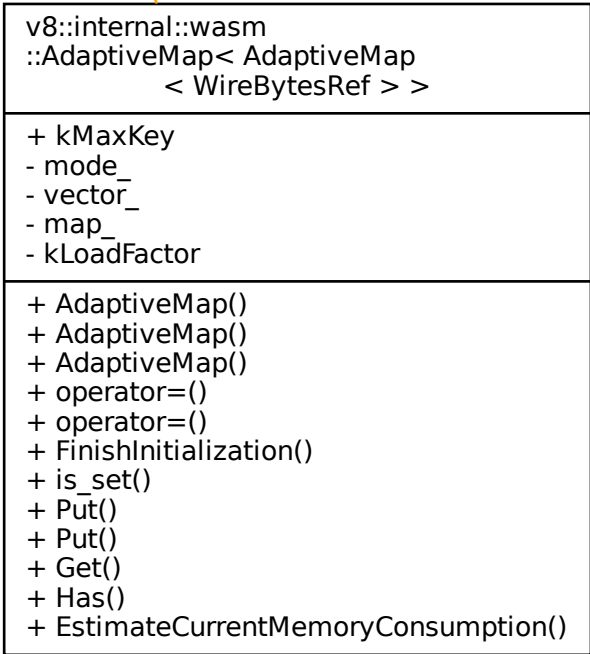 v8::internal::wasm
::AdaptiveMap< AdaptiveMap
< WireBytesRef > >
+ kMaxKey
- mode_
- vector_
- map_
- kLoadFactor
+ AdaptiveMap()
+ AdaptiveMap()
+ AdaptiveMap()
+ operator=()
+ operator=()
+ FinishInitialization()
+ is_set()
+ Put()
+ Put()
+ Get()
+ Has()
+ EstimateCurrentMemoryConsumption()